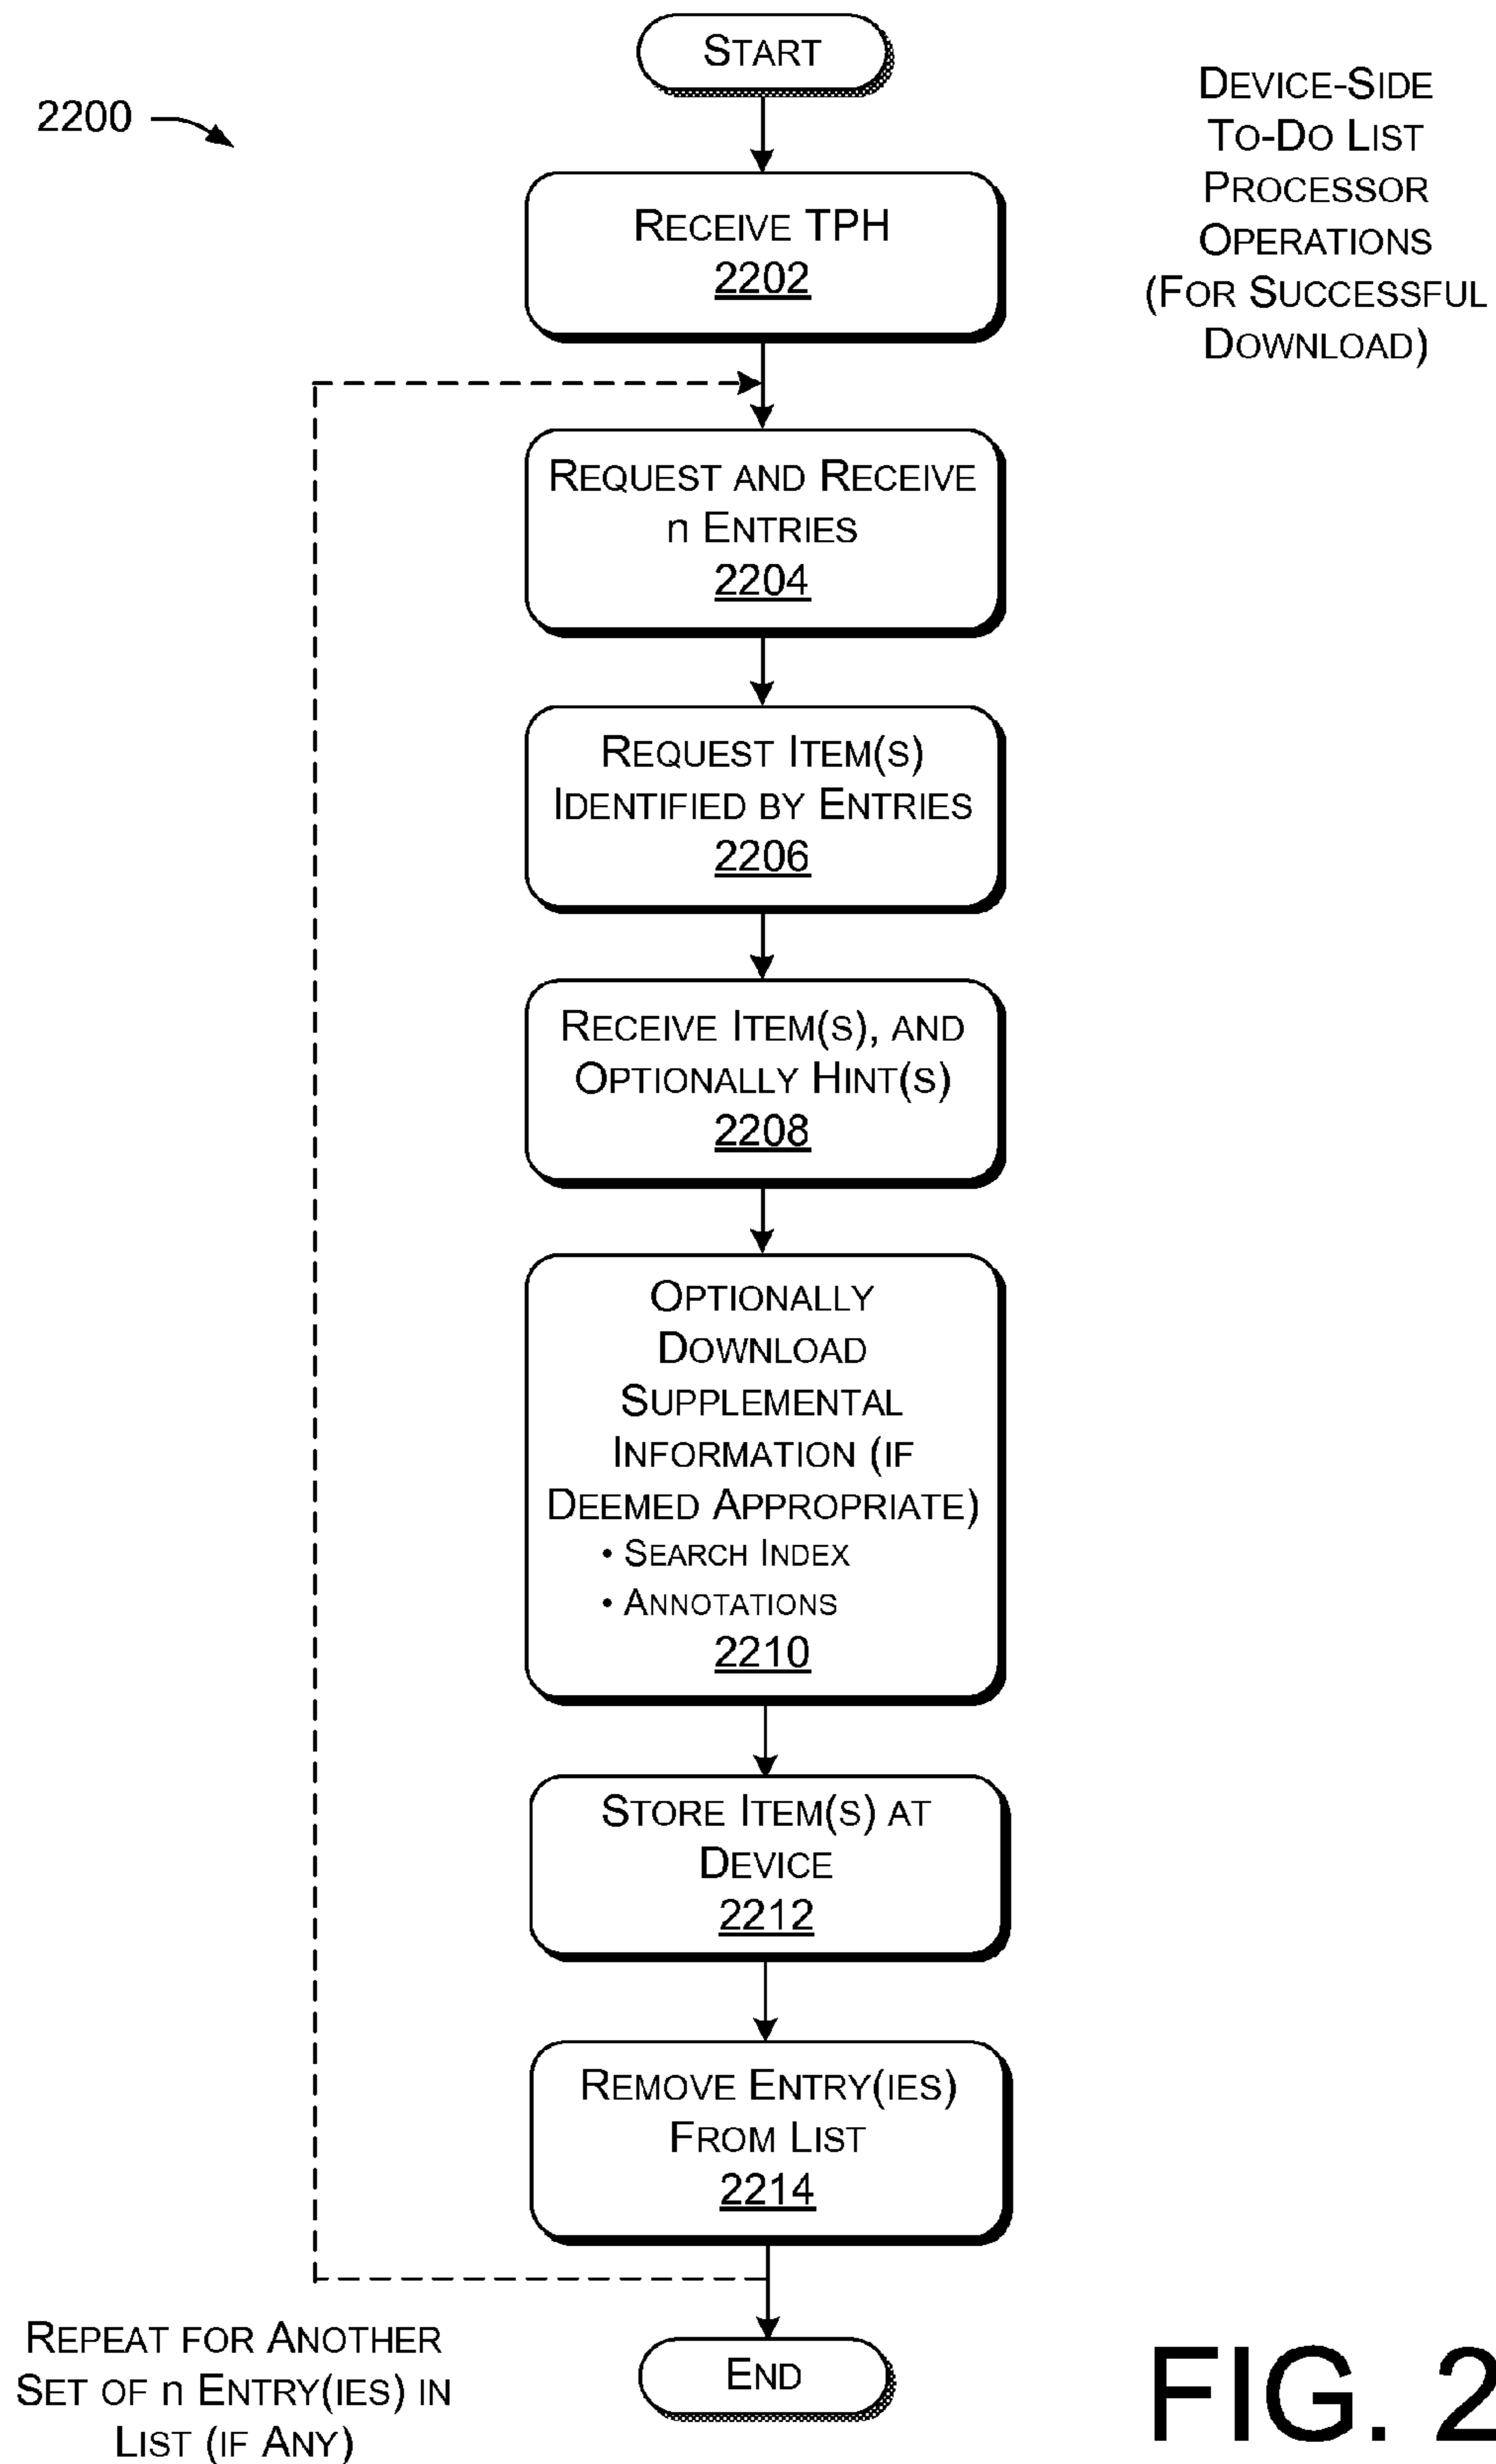 START
2200
DEVICE-SIDE
TO-DO LIST
PROCESSOR
OPERATIONS
(FOR SUCCESSFUL
DOWNLOAD)
RECEIVE TPH
2202
REQUEST AND RECEIVE
n ENTRIES
2204
REQUEST ITEM(S)
IDENTIFIED BY ENTRIES
2206
RECEIVE ITEM(S), AND
OPTIONALLY HINT(S)
2208
OPTIONALLY
DOWNLOAD
SUPPLEMENTAL
INFORMATION (IF
DEEMED APPROPRIATE)
• SEARCH INDEX
• ANNOTATIONS
2210
STORE ITEM(S) AT
DEVICE
2212
REMOVE ENTRY(IES)
FROM LIST
2214
REPEAT FOR ANOTHER
SET OF n ENTRY(IES) IN
LIST (IF ANY)
END
FIG. 2